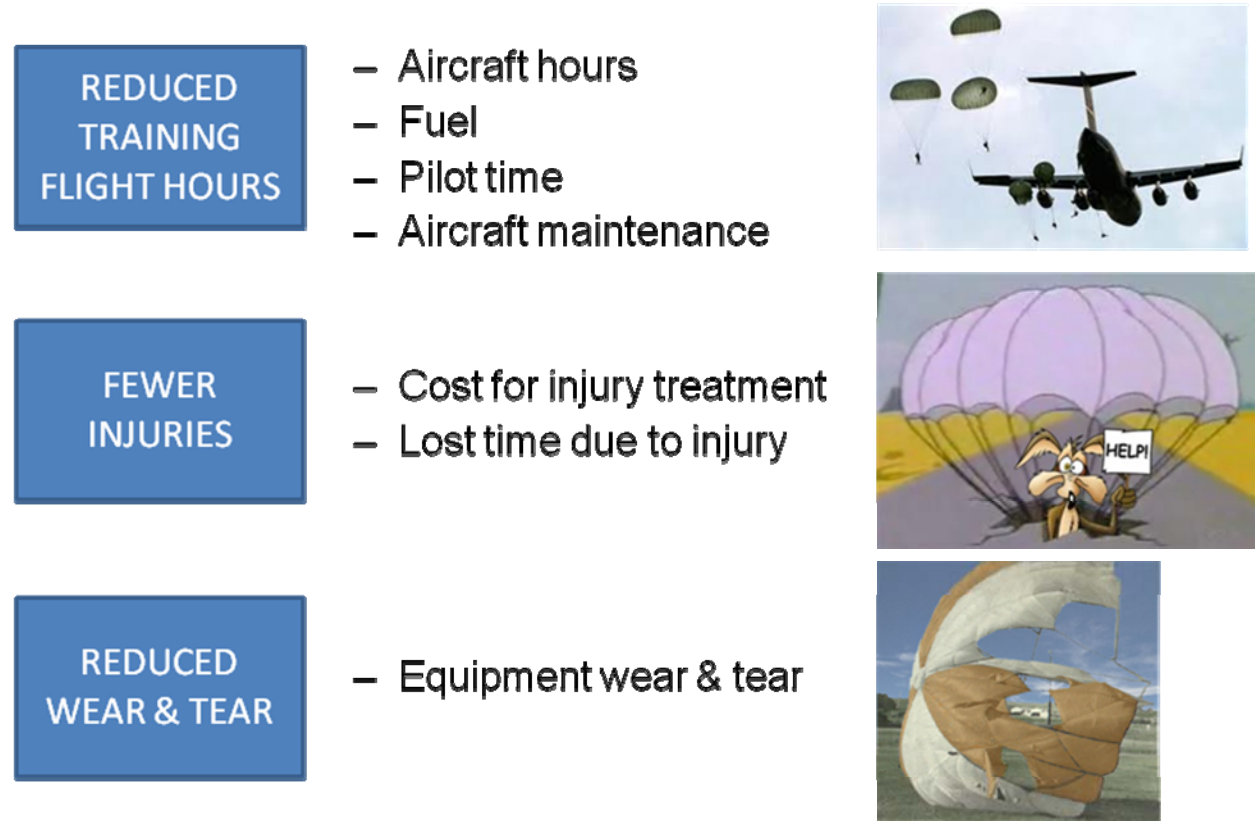 REDUCED
TRAINING
FLIGHT HOURS
– Aircraft hours
– Fuel
– Pilot time
– Aircraft maintenance
FEWER
INJURIES
– Cost for injury treatment
– Lost time due to injury
HELP!
REDUCED
WEAR & TEAR
– Equipment wear & tear